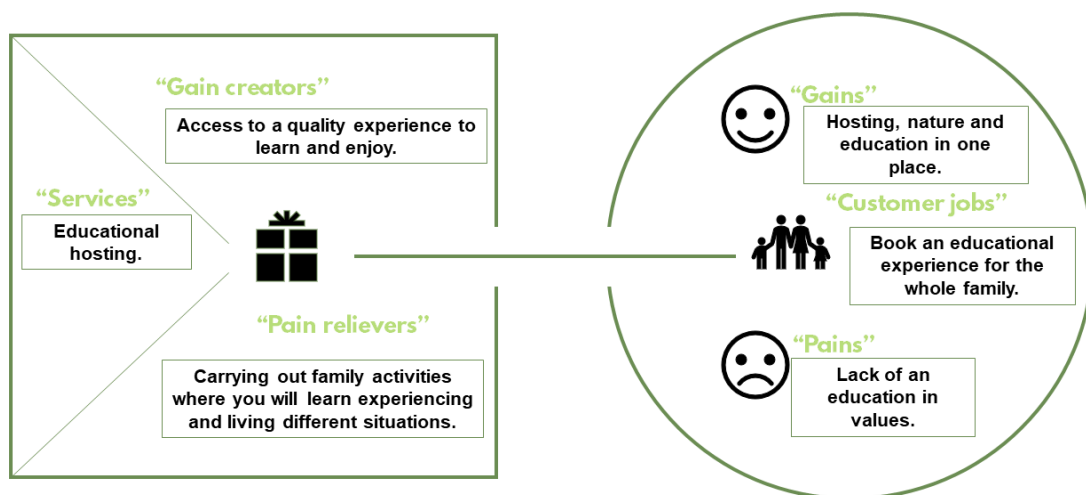 “Gain creators”
Access to a quality experience to
learn and enjoy.
“Services”
Educational
hosting.
“Pain relievers”
Carrying out family activities
where you will learn experiencing
and living different situations.
“Gains”
Hosting, nature and
education in one
place.
“Customer jobs”
Book an educational
experience for the
whole family.
“Pains”
Lack of an
education in
values.